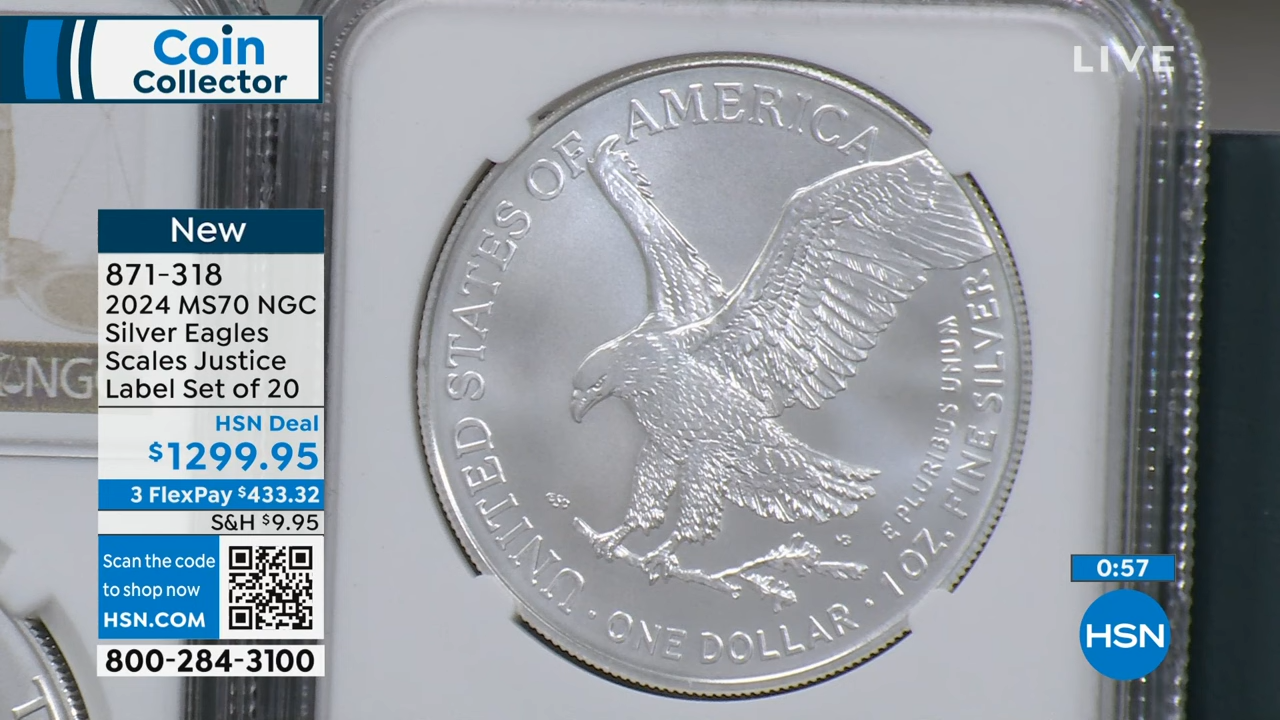 Coin
Collector
LIVE
New
871-318
2024 MS70 NGC
Silver Eagles
Scales Justice
Label Set of 20
HSN Deal
$1299.95
3 FlexPay $433.32
S&H $9.95
Scan the code
to shop now
HSN.COM
800-284-3100
UNITED STATES OF AMERICA
E PLURIBUS UNUM
· ONE DOLLAR · 1 OZ. FINE SILVER
NG
0:57
HSN